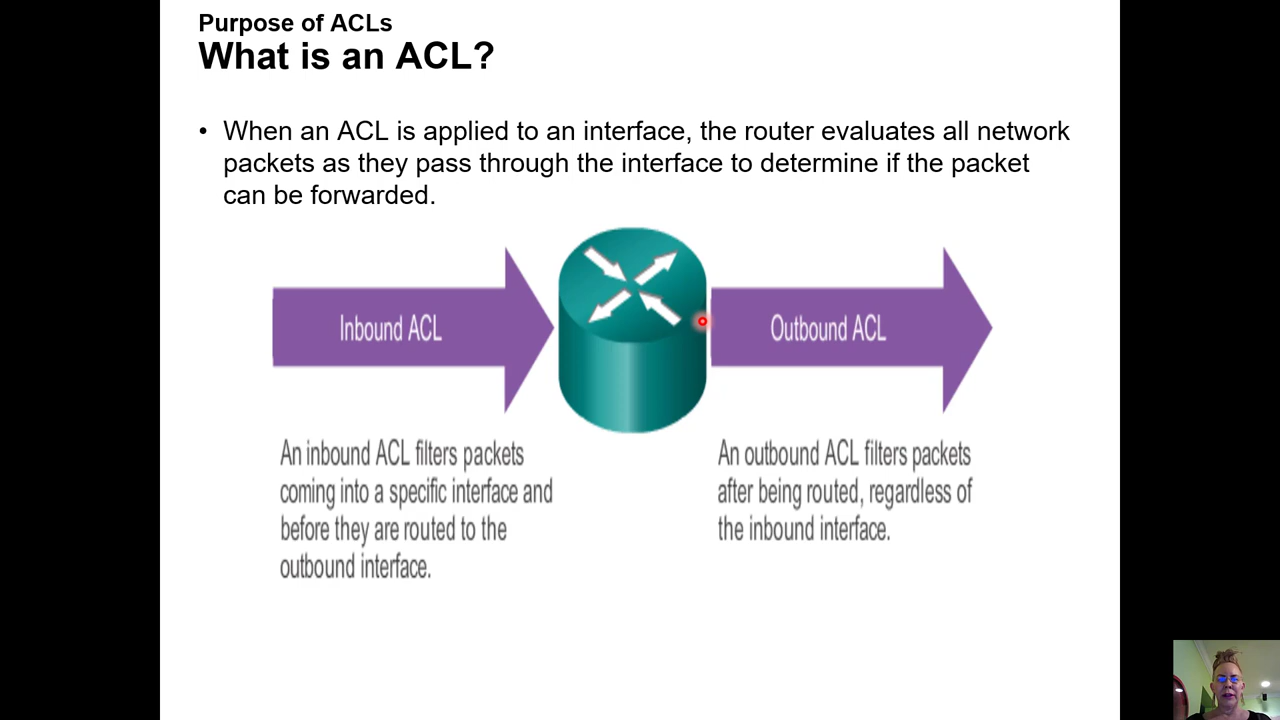 Purpose of ACLs
What is an ACL?
• When an ACL is applied to an interface, the router evaluates all network
packets as they pass through the interface to determine if the packet
can be forwarded.
Inbound ACL
Outbound ACL
An inbound ACL filters packets
coming into a specific interface and
before they are routed to the
outbound interface.
An outbound ACL filters packets
after being routed, regardless of
the inbound interface.